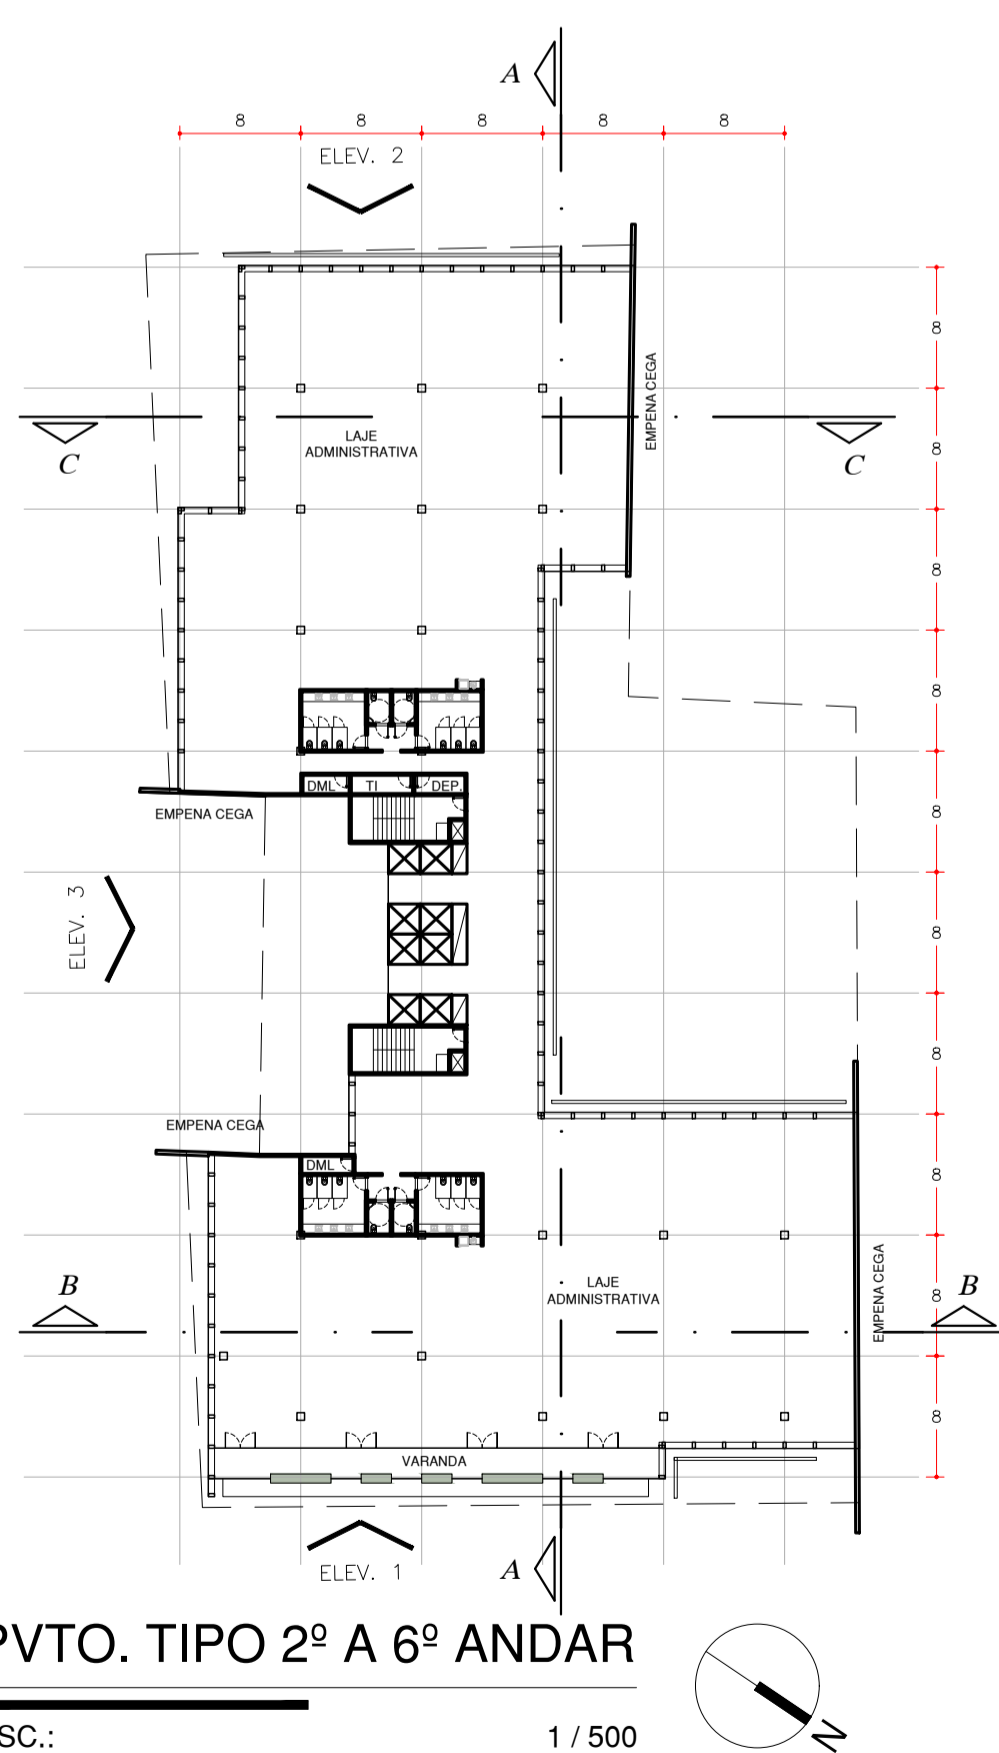 A
8 8 8 8 8
ELEV. 2
8
EMPENA CEGA
LAJE
ADMINISTRATIVA
8
C C
8
8
DML TI DEP.
8
EMPENA CEGA
ELEV. 3
8
8
EMPENA CEGA
DML
8
B B
LAJE
ADMINISTRATIVA
8
EMPENA CEGA
8
VARANDA
ELEV. 1
A
PVTO. TIPO 2º A 6º ANDAR
SC.: 1 / 500
N